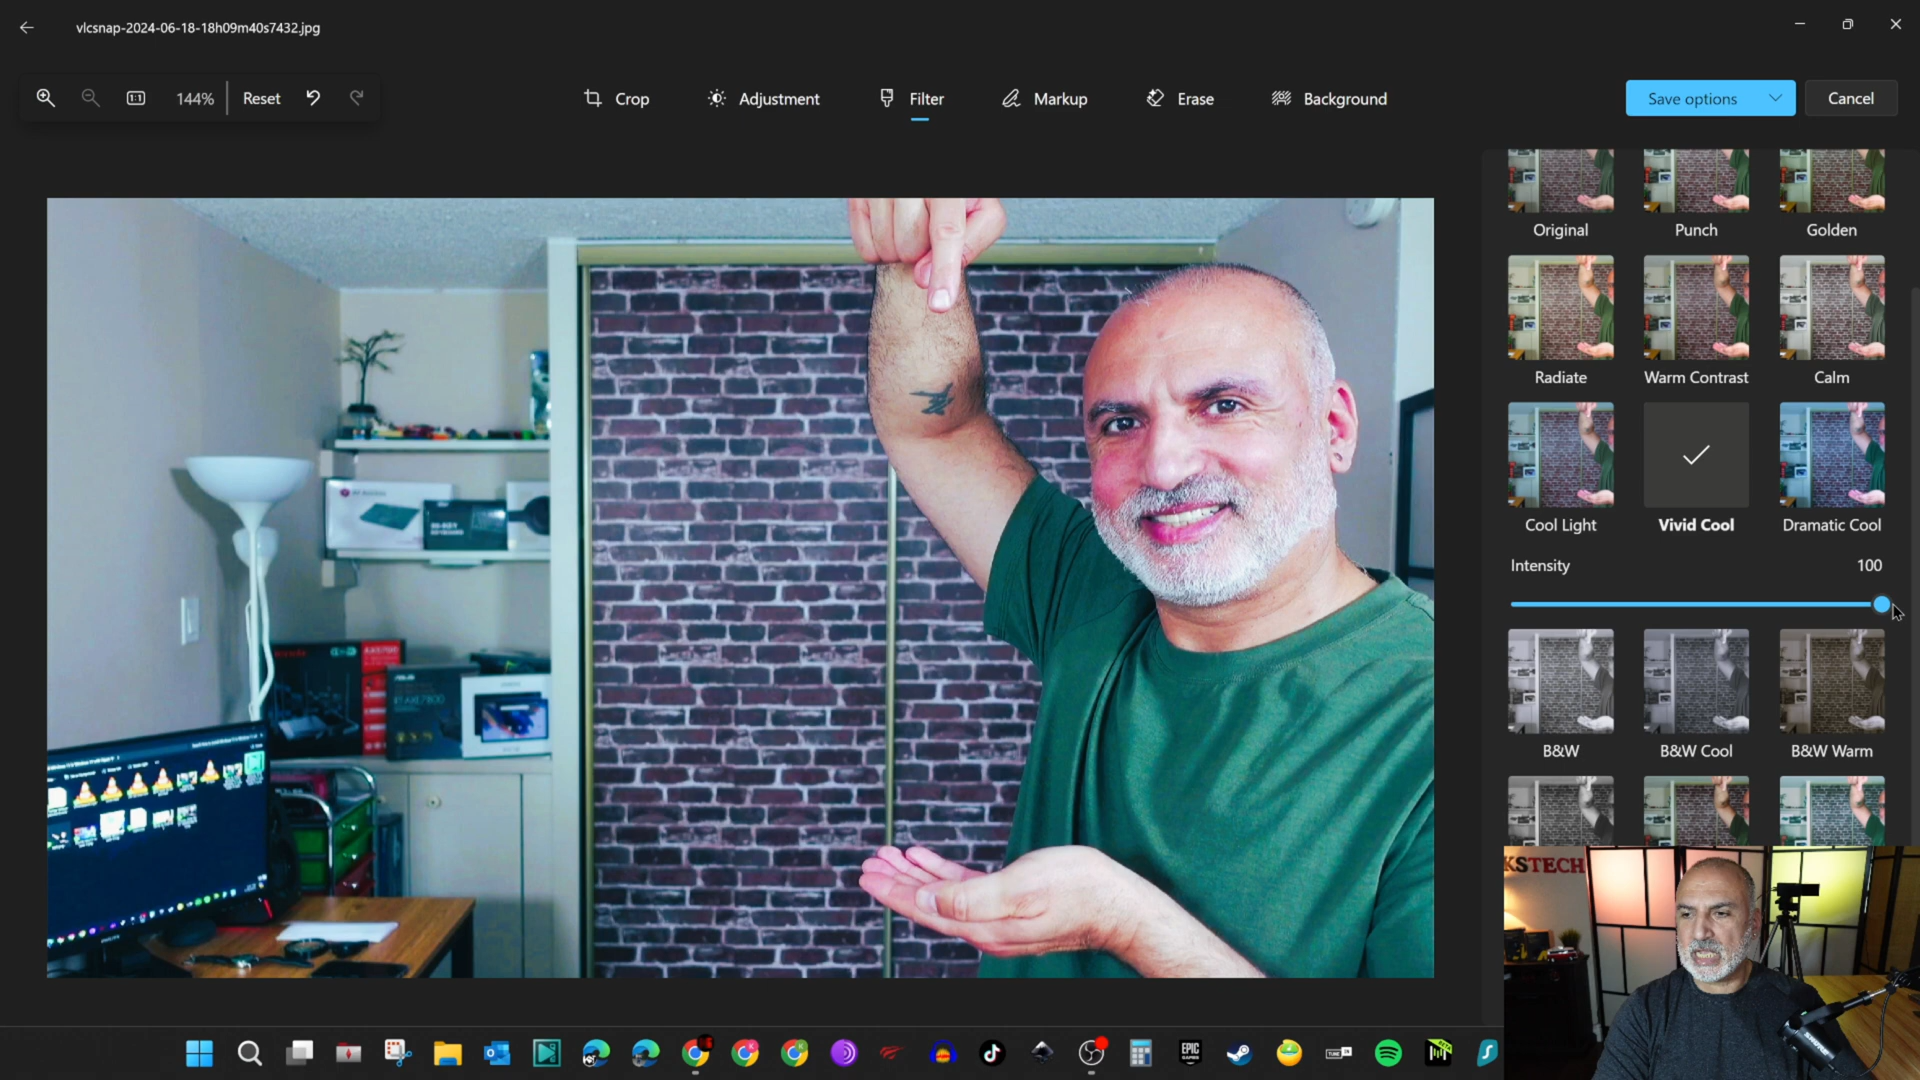 vlcsnap-2024-06-18-18h09m40s7432.jpg
144%
Reset
Crop
Adjustment
Filter
Markup
Erase
Background
Save options
Cancel
Original
Punch
Golden
Radiate
Warm Contrast
Calm
Cool Light
Vivid Cool
Dramatic Cool
Intensity
100
B&W
B&W Cool
B&W Warm
KSTECH
EPIC